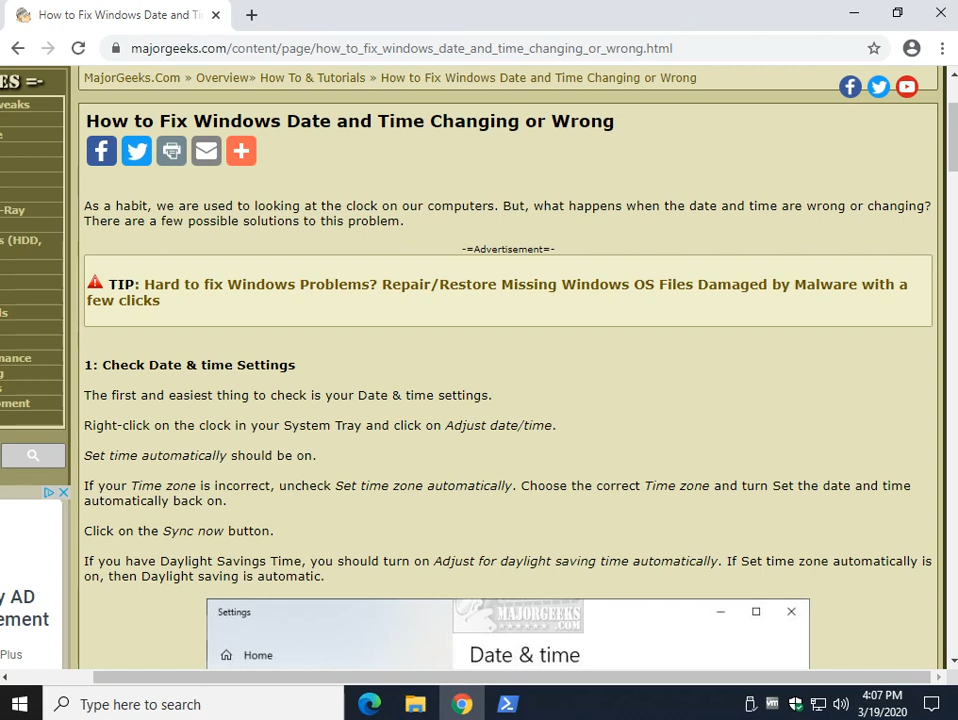 How to Fix Windows Date and Ti
majorgeeks.com/content/page/how_to_fix_windows_date_and_time_changing_or_wrong.html
ES =-
weaks
e
-Ray
s (HDD,
ls
nance
g
s
pment
y AD
ement
Plus
MajorGeeks.Com » Overview» How To & Tutorials » How to Fix Windows Date and Time Changing or Wrong
How to Fix Windows Date and Time Changing or Wrong
As a habit, we are used to looking at the clock on our computers. But, what happens when the date and time are wrong or changing?
There are a few possible solutions to this problem.
-=Advertisement=-
TIP: Hard to fix Windows Problems? Repair/Restore Missing Windows OS Files Damaged by Malware with a
few clicks
1: Check Date & time Settings
The first and easiest thing to check is your Date & time settings.
Right-click on the clock in your System Tray and click on Adjust date/time.
Set time automatically should be on.
If your Time zone is incorrect, uncheck Set time zone automatically. Choose the correct Time zone and turn Set the date and time
automatically back on.
Click on the Sync now button.
If you have Daylight Savings Time, you should turn on Adjust for daylight saving time automatically. If Set time zone automatically is
on, then Daylight saving is automatic.
Settings
MAJORGEEKS
.COM
Home
Date & time
Type here to search
vm
4:07 PM
3/19/2020